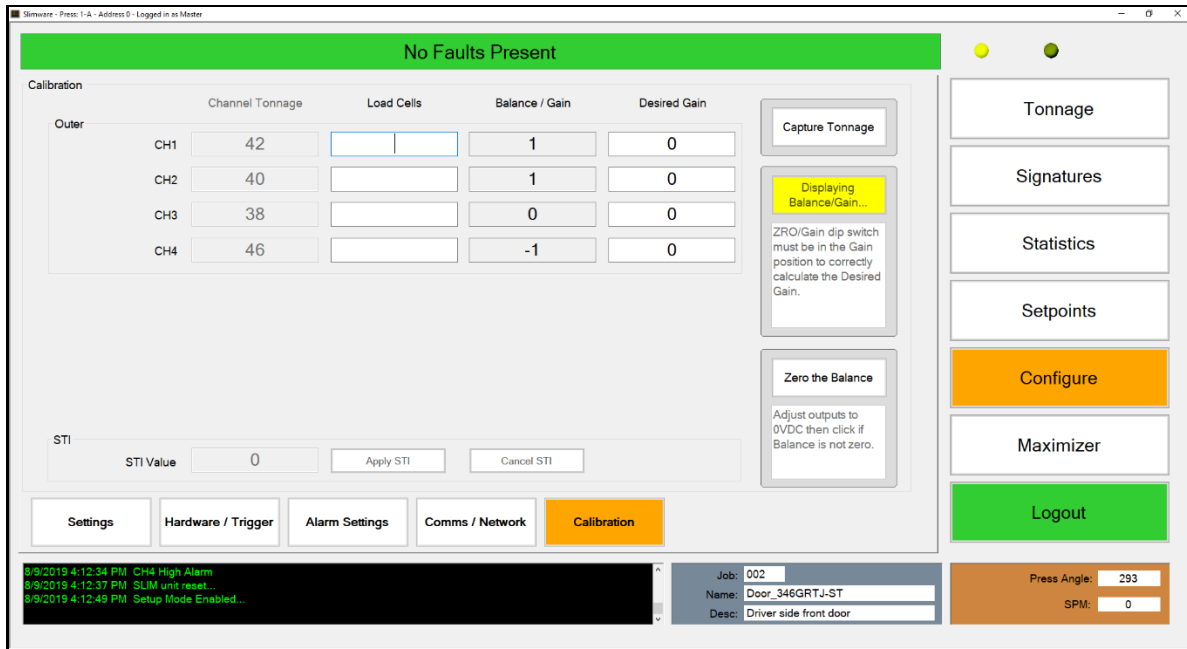 Slimware - Press: 1-A - Address 0 - Logged in as Master
No Faults Present
Calibration
Channel Tonnage Load Cells Balance / Gain Desired Gain
Outer
CH1 42 1 0
CH2 40 1 0
CH3 38 0 0
CH4 46 -1 0
Capture Tonnage
Displaying
Balance/Gain...
ZRO/Gain dip switch
must be in the Gain
position to correctly
calculate the Desired
Gain.
Zero the Balance
Adjust outputs to
0VDC then click if
Balance is not zero.
STI
STI Value 0 Apply STI Cancel STI
Settings Hardware / Trigger Alarm Settings Comms / Network Calibration
Tonnage
Signatures
Statistics
Setpoints
Configure
Maximizer
Logout
8/9/2019 4:12:34 PM CH4 High Alarm
8/9/2019 4:12:37 PM SLIM unit reset...
8/9/2019 4:12:49 PM Setup Mode Enabled...
Job: 002
Name: Door_346GRTJ-ST
Desc: Driver side front door
Press Angle: 293
SPM: 0